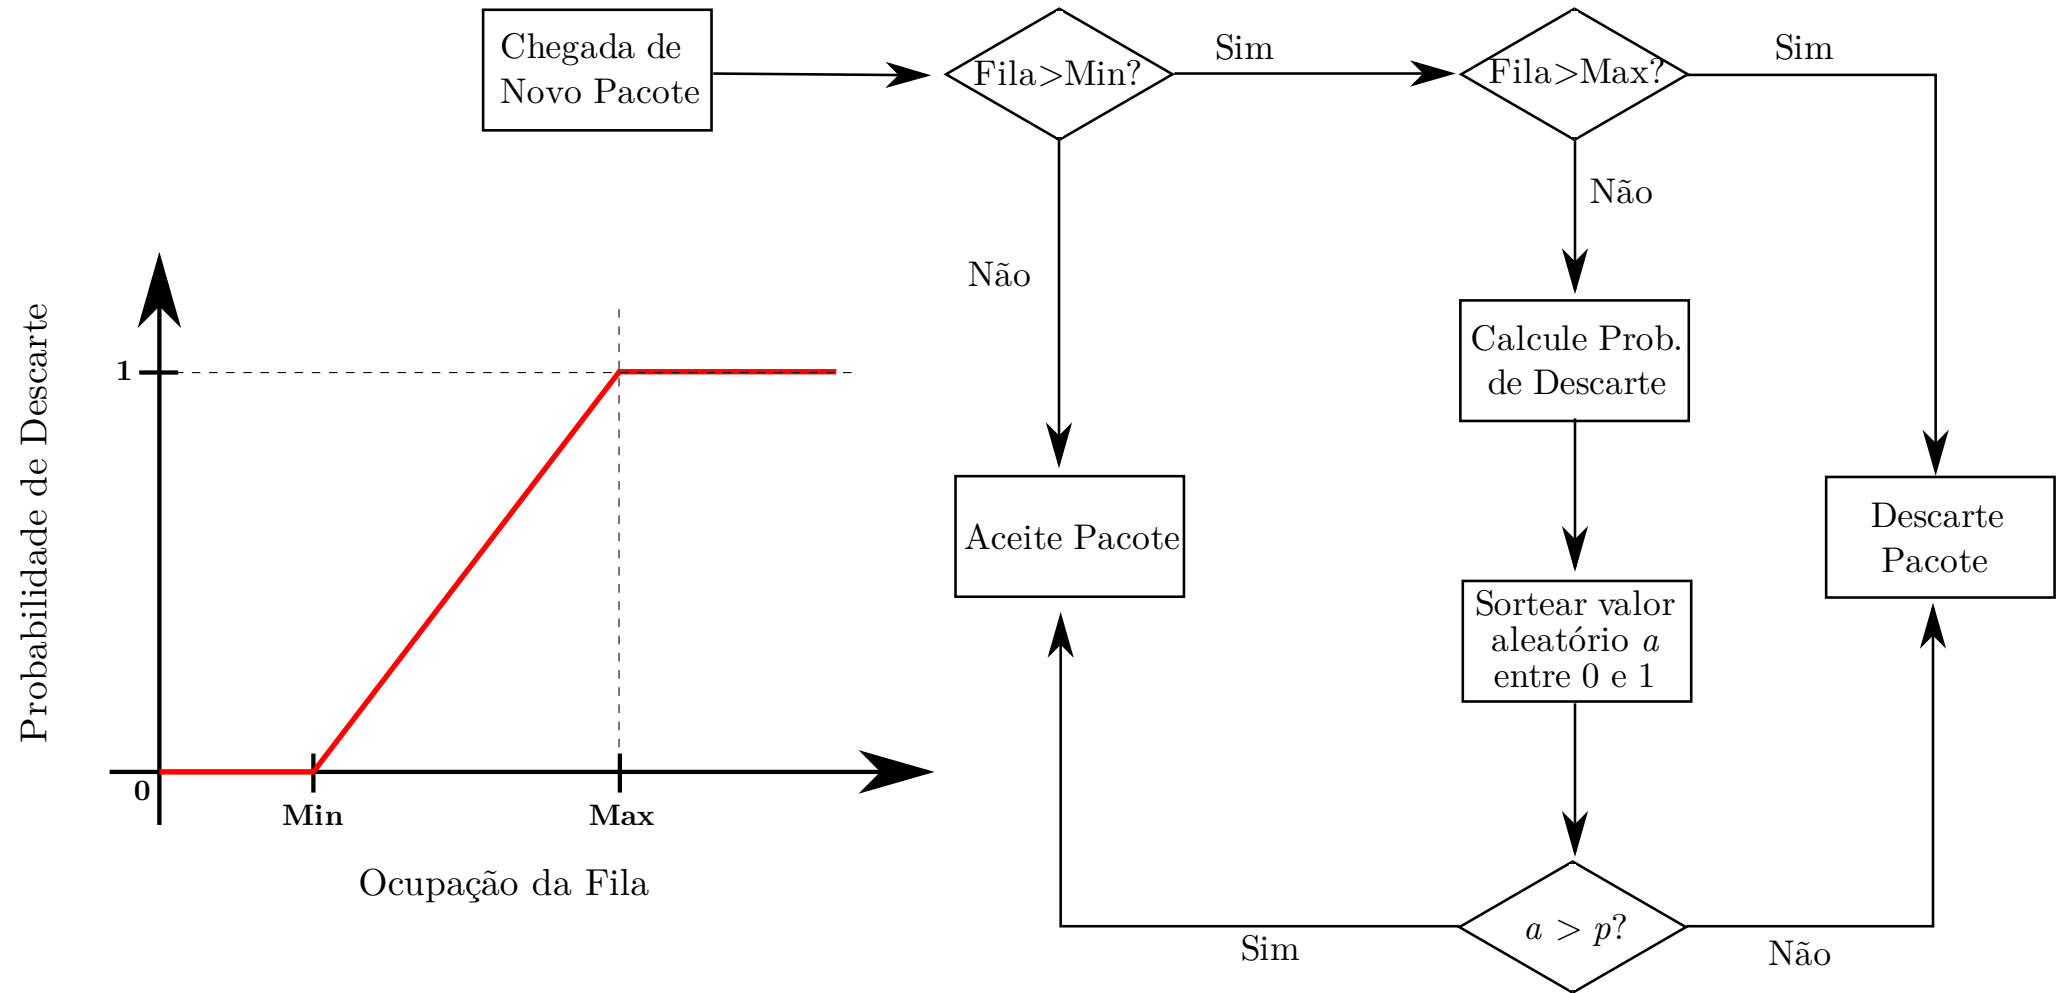 Chegada de
Novo Pacote
Fila>Min?
Sim
Fila>Max?
Sim
Não
Não
Calcule Prob.
de Descarte
Aceite Pacote
Descarte
Pacote
Sortear valor
aleatório a
entre 0 e 1
a > p?
Sim
Não
Probabilidade de Descarte
1
0
Min
Max
Ocupação da Fila